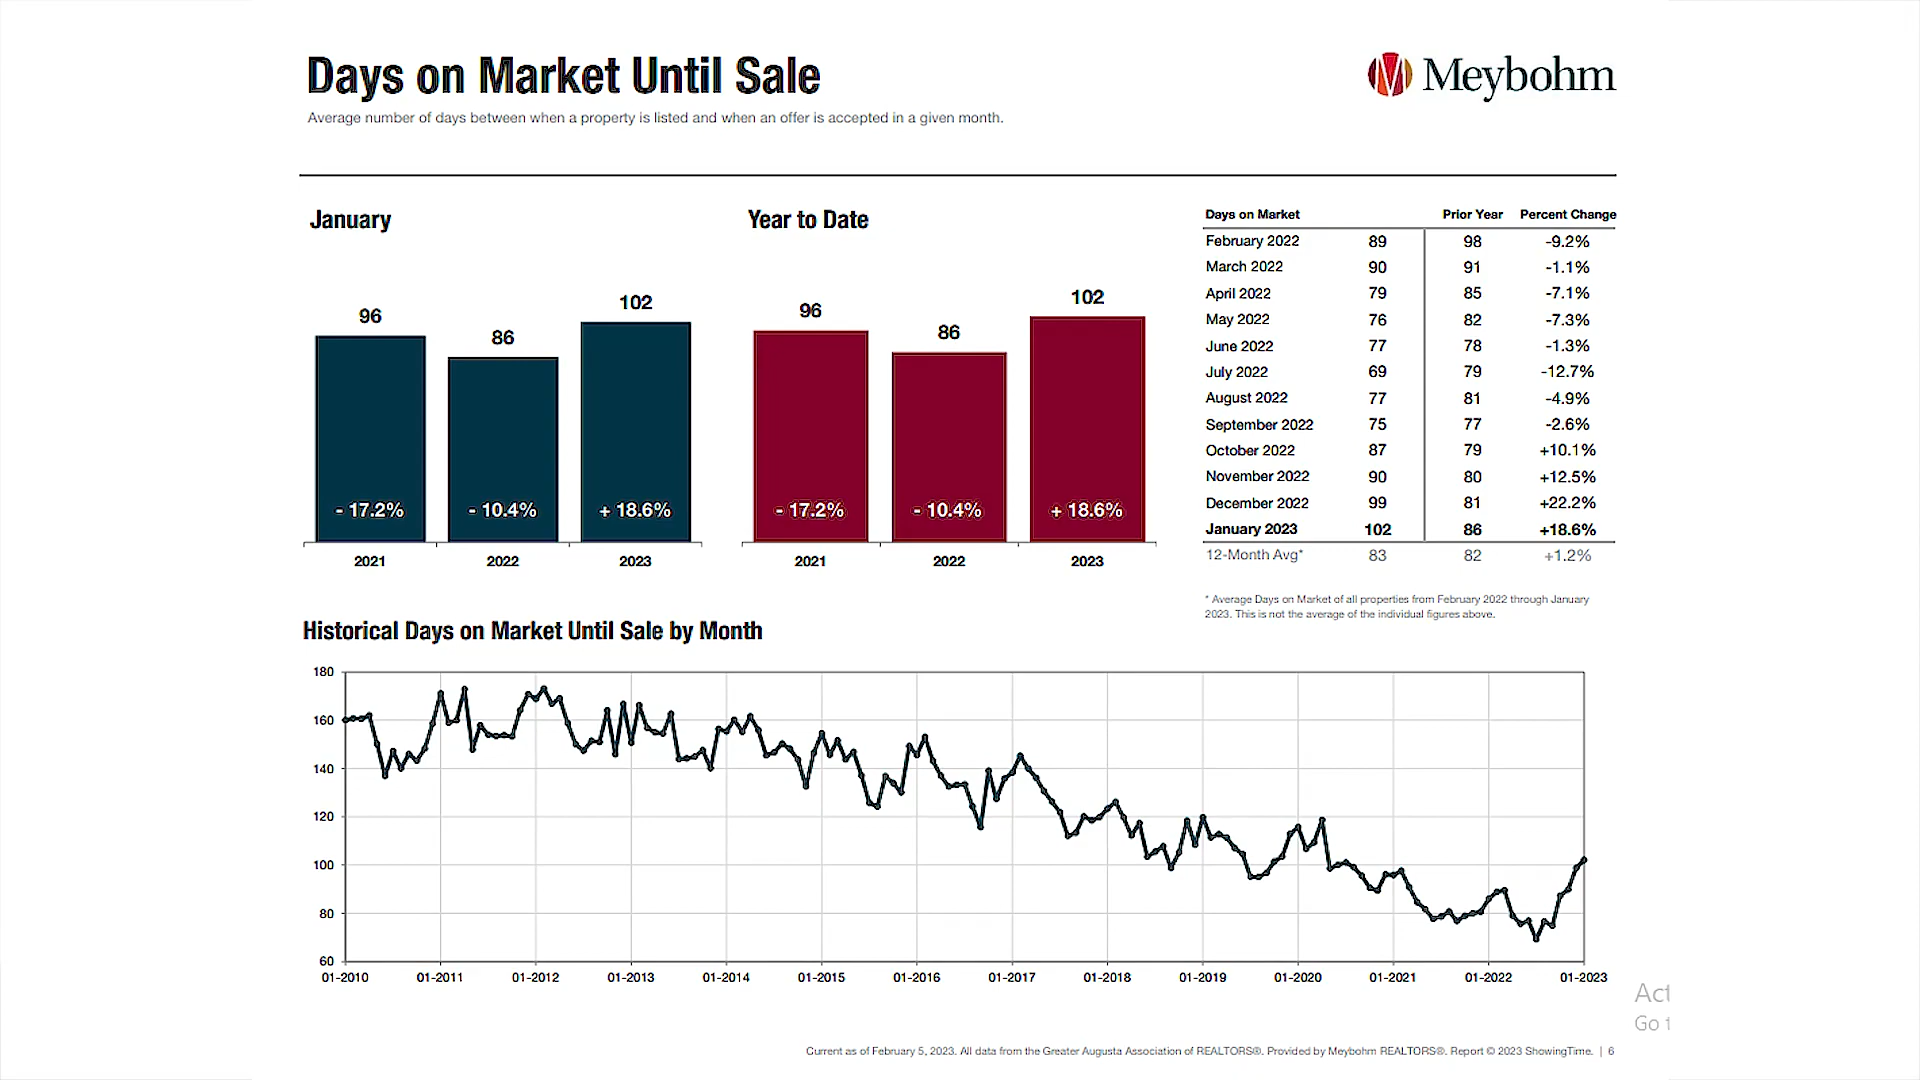 Days on Market Until Sale
Meybohm
Average number of days between when a property is listed and when an offer is accepted in a given month.
January
96
86
102
- 17.2%
- 10.4%
+ 18.6%
2021
2022
2023
Year to Date
96
86
102
- 17.2%
- 10.4%
+ 18.6%
2021
2022
2023
Days on Market Prior Year Percent Change
February 2022 89 98 -9.2%
March 2022 90 91 -1.1%
April 2022 79 85 -7.1%
May 2022 76 82 -7.3%
June 2022 77 78 -1.3%
July 2022 69 79 -12.7%
August 2022 77 81 -4.9%
September 2022 75 77 -2.6%
October 2022 87 79 +10.1%
November 2022 90 80 +12.5%
December 2022 99 81 +22.2%
January 2023 102 86 +18.6%
12-Month Avg* 83 82 +1.2%
* Average Days on Market of all properties from February 2022 through January
2023. This is not the average of the individual figures above.
Historical Days on Market Until Sale by Month
180
160
140
120
100
80
60
01-2010 01-2011 01-2012 01-2013 01-2014 01-2015 01-2016 01-2017 01-2018 01-2019 01-2020 01-2021 01-2022 01-2023
Act
Go t
Current as of February 5, 2023. All data from the Greater Augusta Association of REALTORS®. Provided by Meybohm REALTORS®. Report © 2023 ShowingTime. | 6